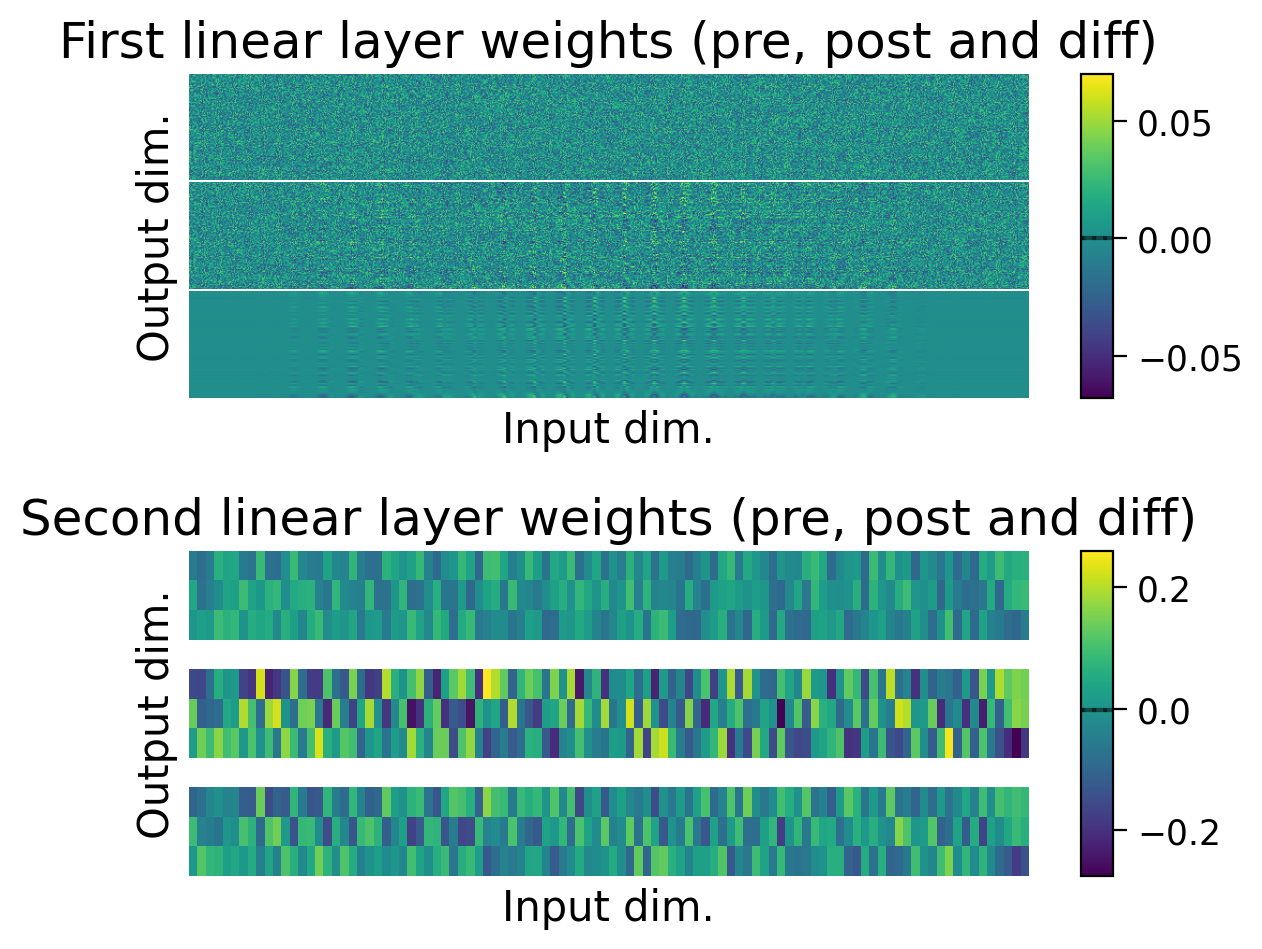 First linear layer weights (pre, post and diff)
Output dim.
0.05
0.00
−0.05
Input dim.
Second linear layer weights (pre, post and diff)
Output dim.
0.2
0.0
−0.2
Input dim.